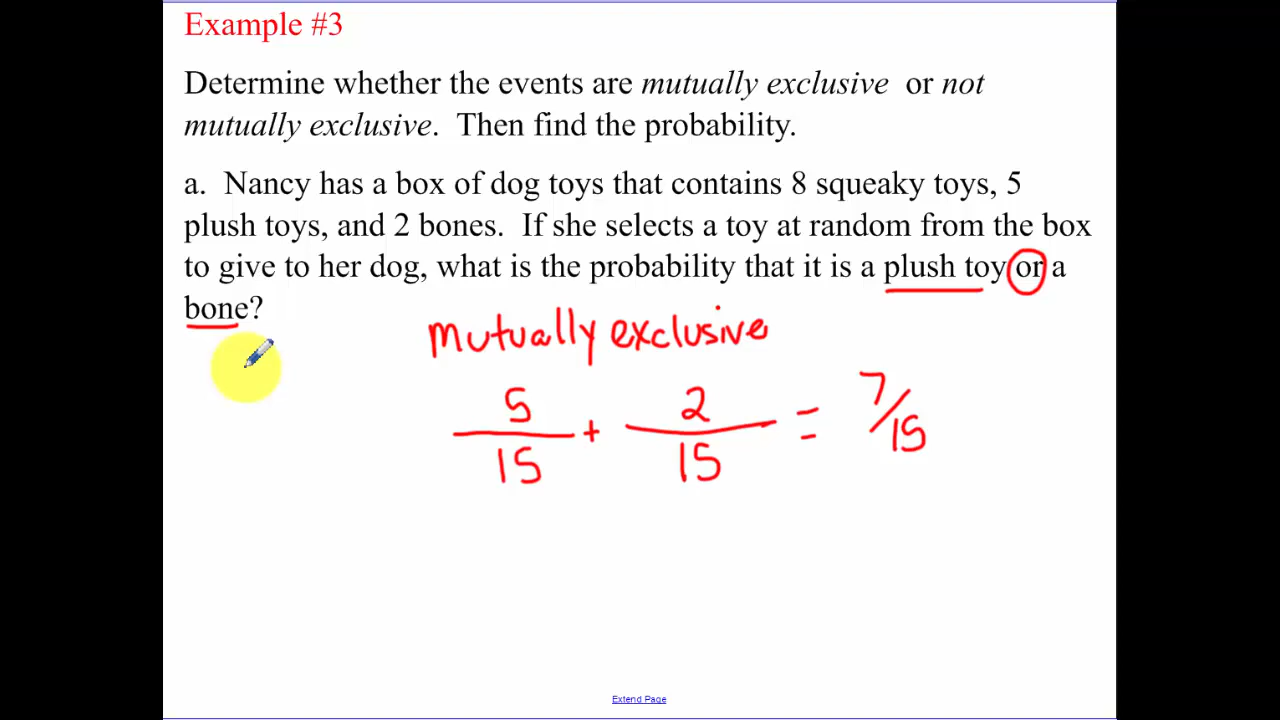 Example #3
Determine whether the events are mutually exclusive or not
mutually exclusive. Then find the probability.
a. Nancy has a box of dog toys that contains 8 squeaky toys, 5
plush toys, and 2 bones. If she selects a toy at random from the box
to give to her dog, what is the probability that it is a plush toy or a
bone?
mutually exclusive
5/15 + 2/15 = 7/15
Extend Page